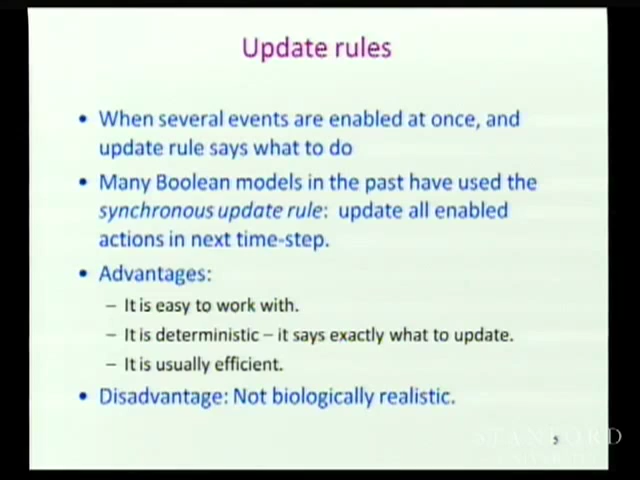 Update rules
• When several events are enabled at once, and
update rule says what to do
• Many Boolean models in the past have used the
synchronous update rule: update all enabled
actions in next time-step.
• Advantages:
– It is easy to work with.
– It is deterministic – it says exactly what to update.
– It is usually efficient.
• Disadvantage: Not biologically realistic.
STANFORD
UNIVERSITY
5